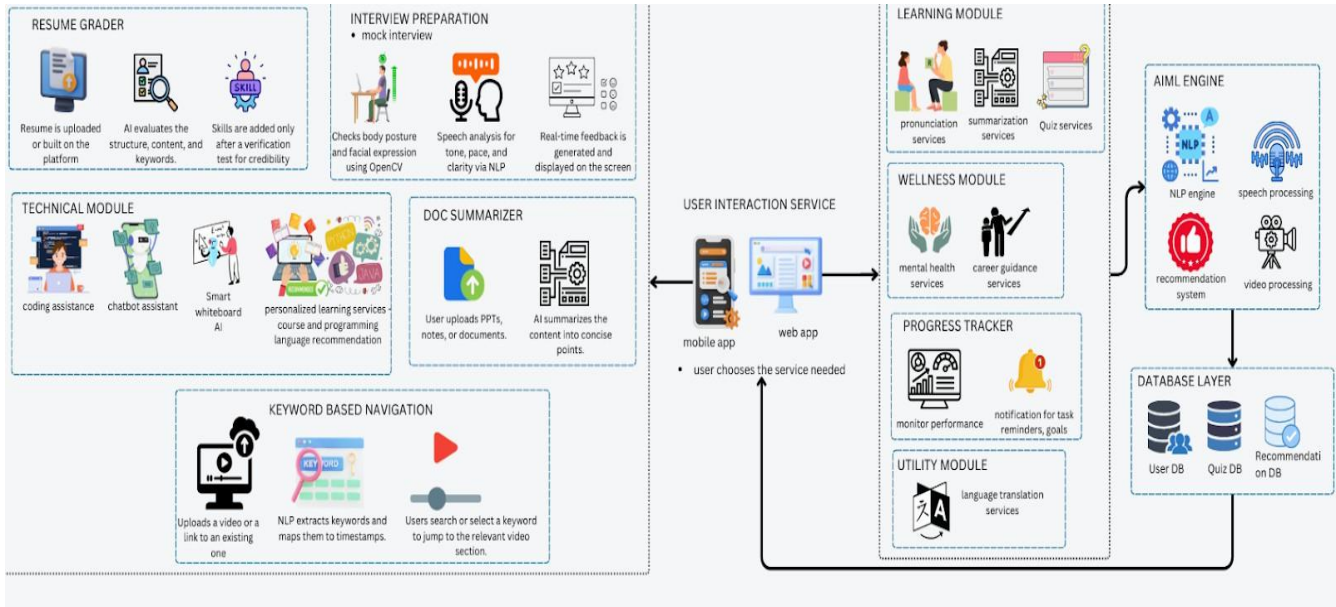 RESUME GRADER
Resume is uploaded
or built on the
platform
AI evaluates the
structure, content, and
keywords.
SKILL
Skills are added only
after a verification
test for credibility
INTERVIEW PREPARATION
• mock interview
Checks body posture
and facial expression
using OpenCV
Speech analysis for
tone, pace, and
clarity via NLP
Real-time feedback is
generated and
displayed on the screen
TECHNICAL MODULE
coding assistance
chatbot assistant
Smart
whiteboard
AI
PYTHON
JAVA
personalized learning services -
course and programming
language recommendation
DOC SUMMARIZER
User uploads PPTs,
notes, or documents.
AI summarizes the
content into concise
points.
KEYWORD BASED NAVIGATION
Uploads a video or a
link to an existing
one
KEYWORD
NLP extracts keywords and
maps them to timestamps.
Users search or select a keyword
to jump to the relevant video
section.
USER INTERACTION SERVICE
mobile app
web app
• user chooses the service needed
LEARNING MODULE
pronunciation
services
summarization
services
?
Quiz services
WELLNESS MODULE
mental health
services
career guidance
services
PROGRESS TRACKER
monitor performance
1
notification for task
reminders, goals
UTILITY MODULE
A
language translation
services
AIML ENGINE
A
NLP
NLP engine
speech processing
recommendation
system
video processing
DATABASE LAYER
User DB
Quiz DB
Recommendati
on DB